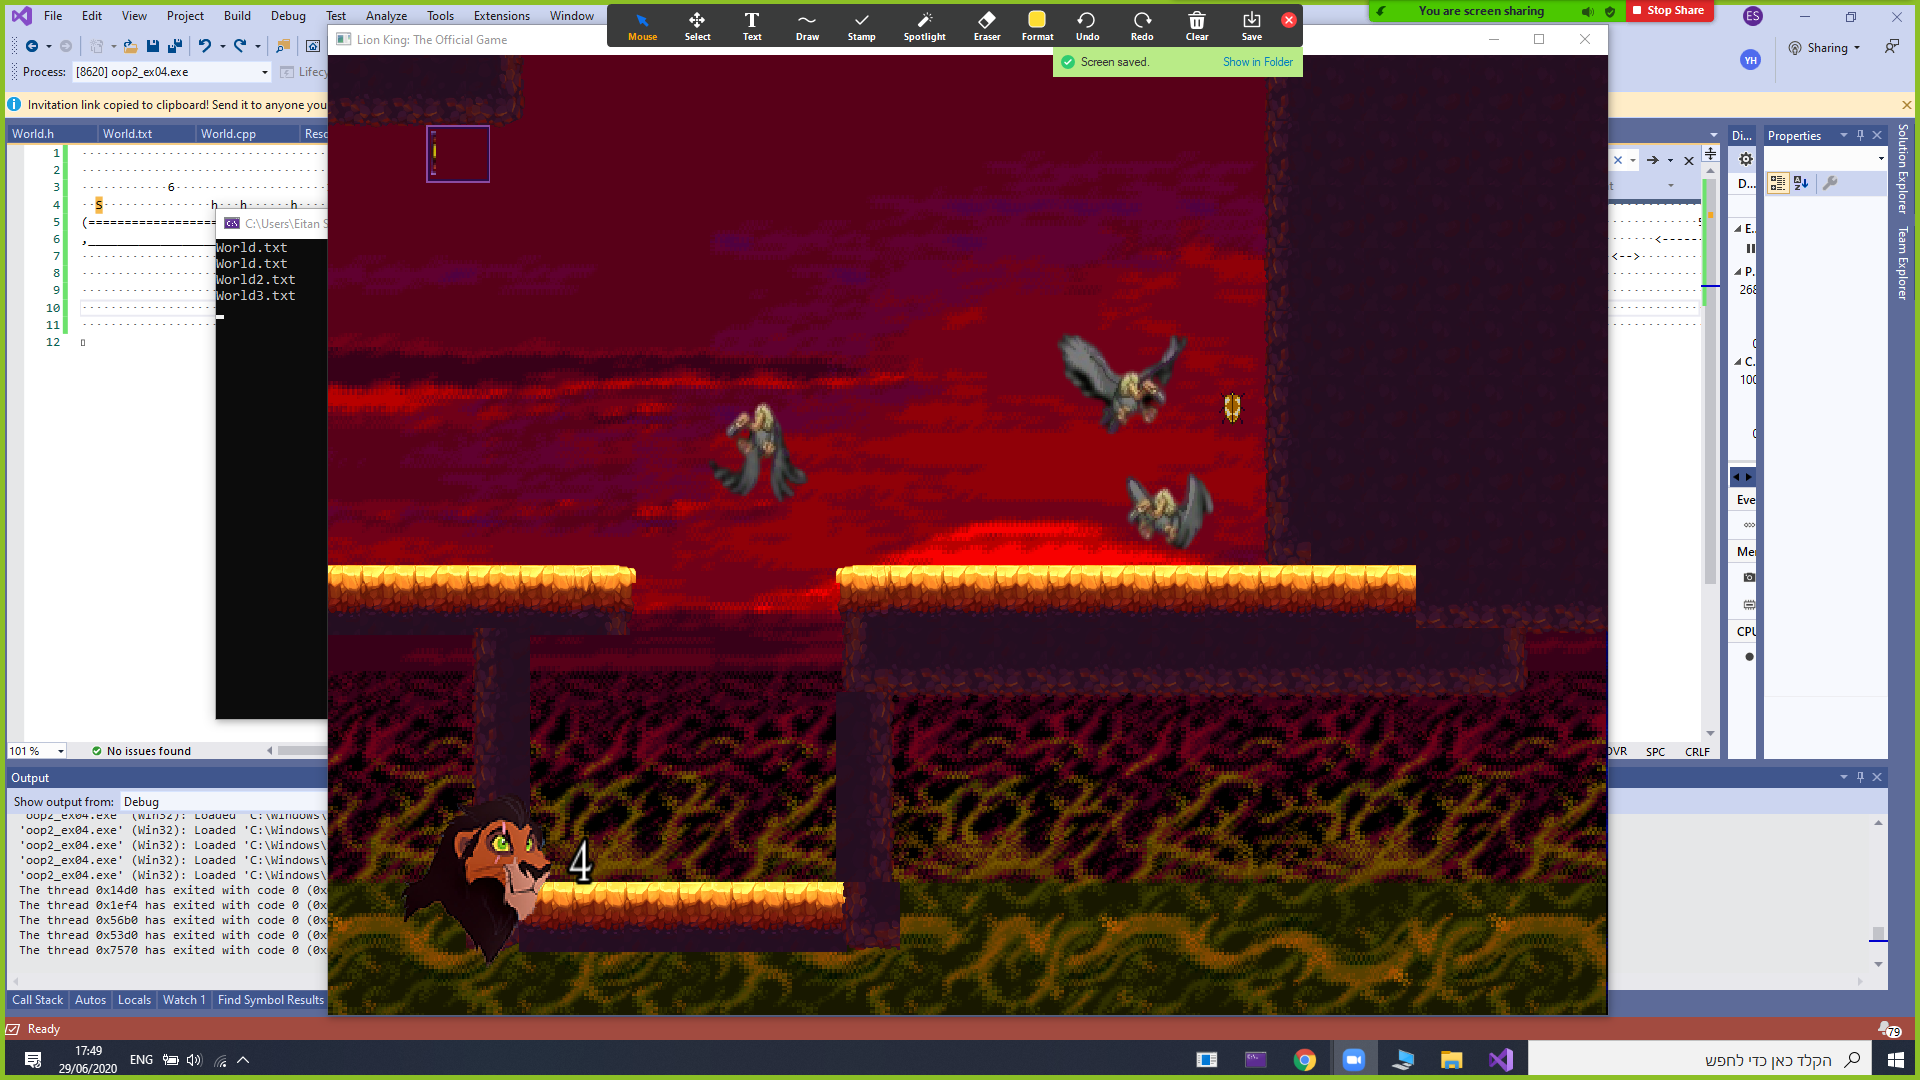 File Edit View Project Build Debug Test Analyze Tools Extensions Window
Mouse Select Text Draw Stamp Spotlight Eraser Format Undo Redo Clear Save
You are screen sharing
Stop Share
ES
Lion King: The Official Game
Screen saved. Show in Folder
Sharing
YH
Process: [8620] oop2_ex04.exe
Invitation link copied to clipboard! Send it to anyone you
World.h World.txt World.cpp
Di...
Properties
Solution Explorer
Team Explorer
1
2
3 6
4 S h h h
5 (
6
7
8
9
10
11
12
C:\Users\Eitan S
World.txt
World.txt
World2.txt
World3.txt
<------
<-->
D...
E...
P...
268
C...
100
Eve
CPU
4
101 %
No issues found
SPC CRLF
Output
Show output from: Debug
'oop2_ex04.exe' (Win32): Loaded 'C:\Windows\
'oop2_ex04.exe' (Win32): Loaded 'C:\Windows\
'oop2_ex04.exe' (Win32): Loaded 'C:\Windows\
'oop2_ex04.exe' (Win32): Loaded 'C:\Windows\
'oop2_ex04.exe' (Win32): Loaded 'C:\Windows\
The thread 0x14d0 has exited with code 0 (0x
The thread 0x1ef4 has exited with code 0 (0x
The thread 0x56b0 has exited with code 0 (0x
The thread 0x53d0 has exited with code 0 (0x
The thread 0x7570 has exited with code 0 (0x
Call Stack Autos Locals Watch 1 Find Symbol Results
Ready
79
17:49
29/06/2020
ENG
הקלד כאן כדי לחפש